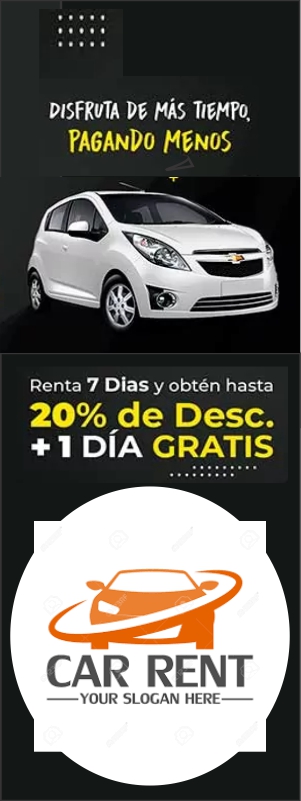 DISFRUTA DE MÁS TIEMPO,
PAGANDO MENOS
Renta 7 Dias y obtén hasta
20% de Desc.
+ 1 DÍA GRATIS
CAR RENT
YOUR SLOGAN HERE